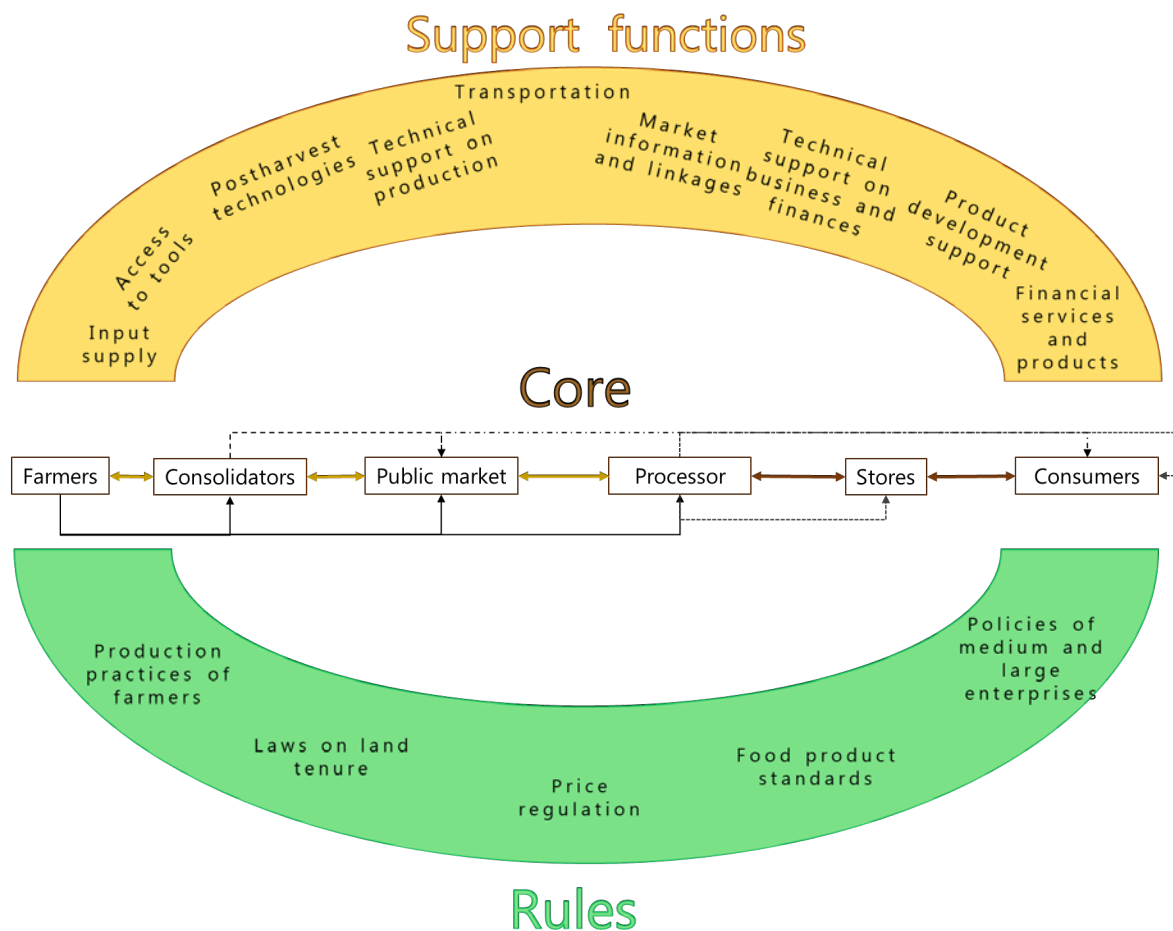 Support functions
Transportation
Postharvest
technologies
Technical
support on
production
Market
information
and linkages
Technical
support on
business and
finances
Product
development
support
Access
to tools
Input
supply
Financial
services
and
products
Core
Farmers
Consolidators
Public market
Processor
Stores
Consumers
Production
practices of
farmers
Laws on land
tenure
Price
regulation
Food product
standards
Policies of
medium and
large
enterprises
Rules